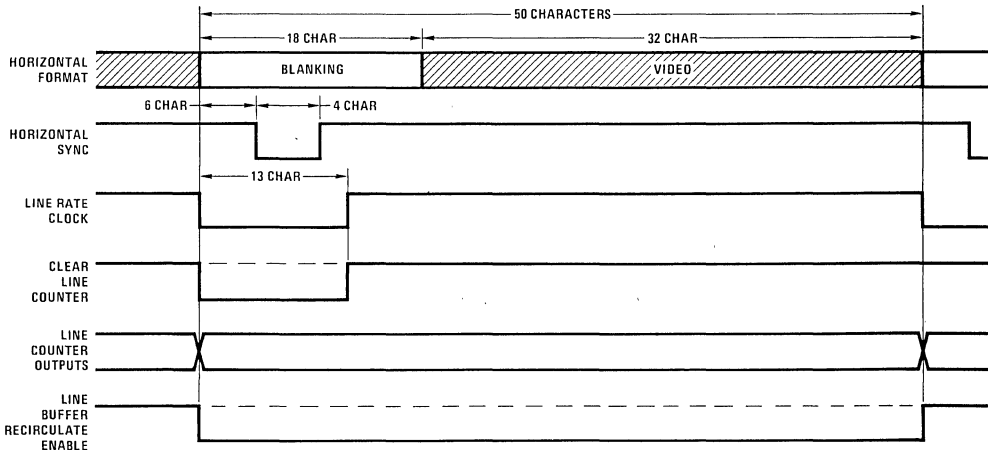 50 CHARACTERS
18 CHAR
32 CHAR
HORIZONTAL
FORMAT
BLANKING
VIDEO
6 CHAR
4 CHAR
HORIZONTAL
SYNC
13 CHAR
LINE RATE
CLOCK
CLEAR
LINE
COUNTER
LINE
COUNTER
OUTPUTS
LINE
BUFFER
RECIRCULATE
ENABLE